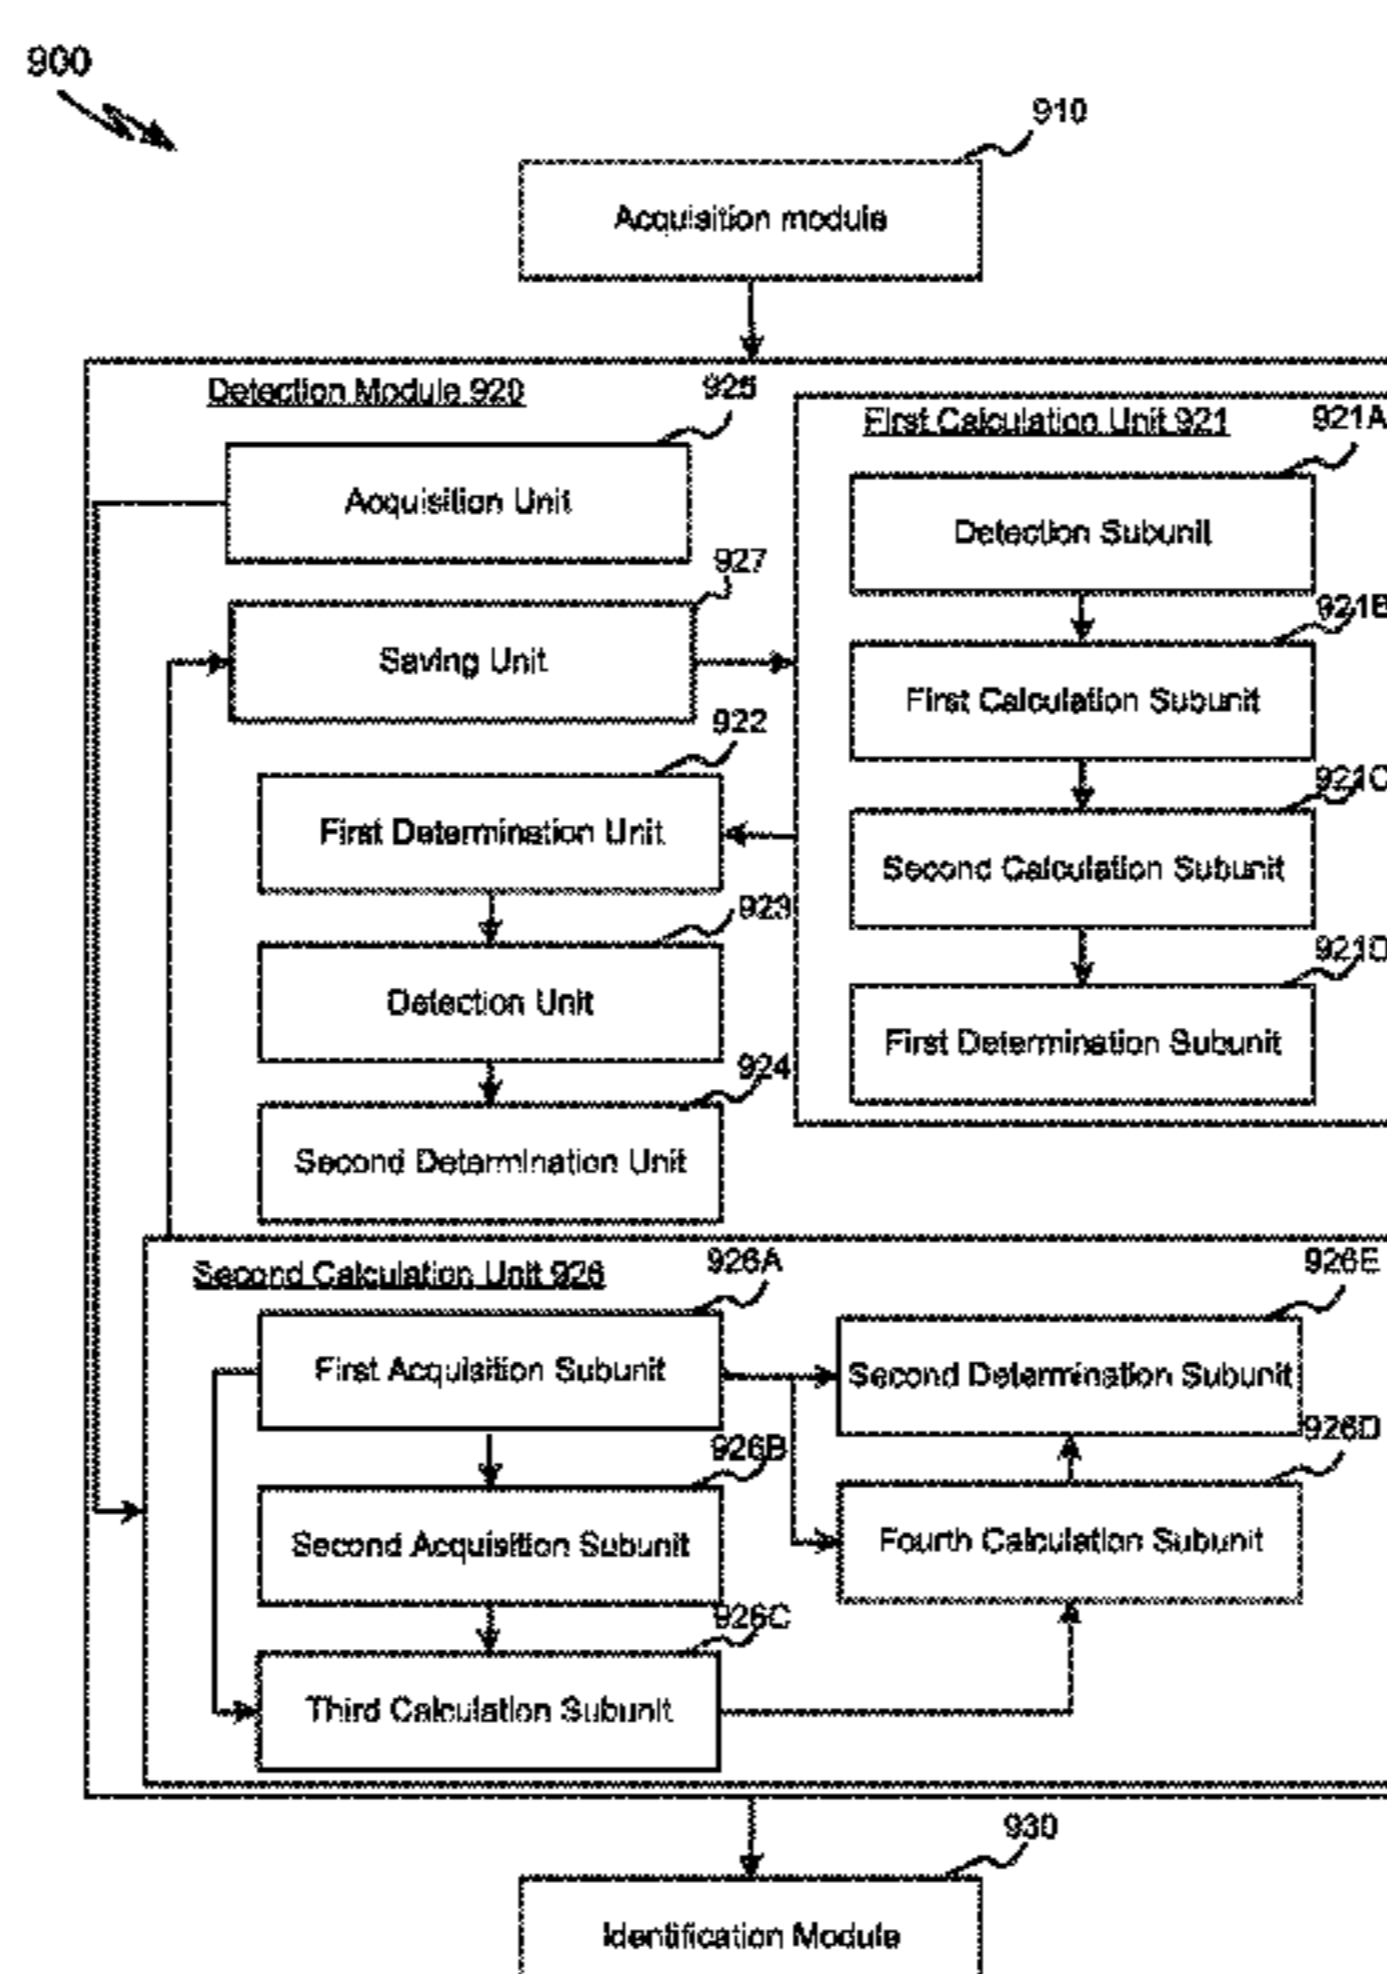 900
910
Acquisition module
Detection Module 920
925
Acquisition Unit
927
Saving Unit
922
First Determination Unit
923
Detection Unit
924
Second Determination Unit
First Calculation Unit 921
921A
Detection Subunit
921B
First Calculation Subunit
921C
Second Calculation Subunit
921D
First Determination Subunit
Second Calculation Unit 926
926A
First Acquisition Subunit
926B
Second Acquisition Subunit
926C
Third Calculation Subunit
926E
Second Determination Subunit
926D
Fourth Calculation Subunit
930
Identification Module